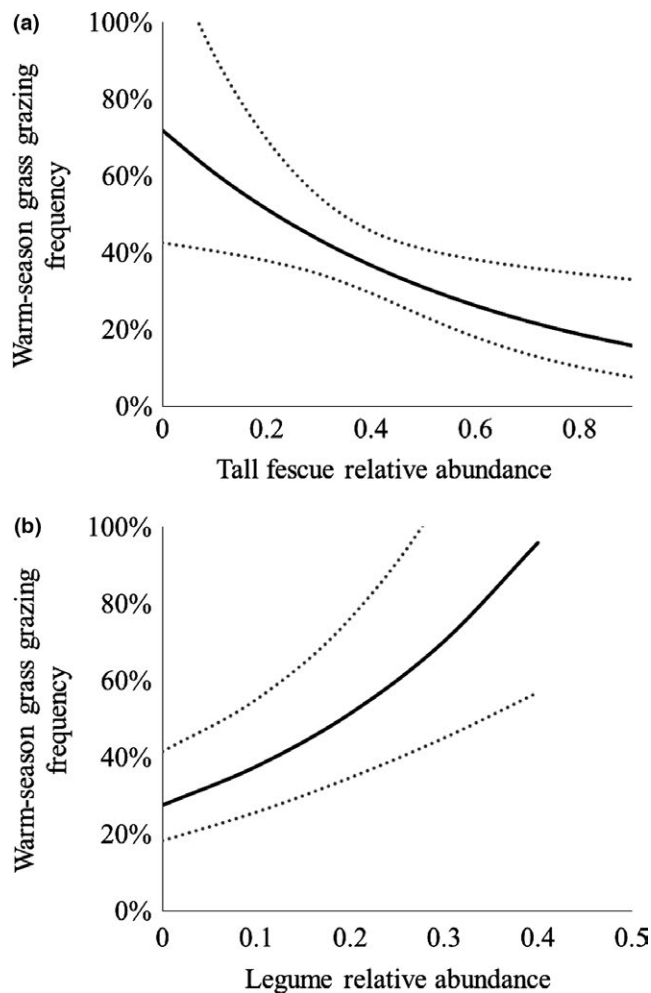 (a)
100%
80%
60%
40%
20%
0%
Warm-season grass grazing
frequency
0 0.2 0.4 0.6 0.8
Tall fescue relative abundance
(b)
100%
80%
60%
40%
20%
0%
Warm-season grass grazing
frequency
0 0.1 0.2 0.3 0.4 0.5
Legume relative abundance